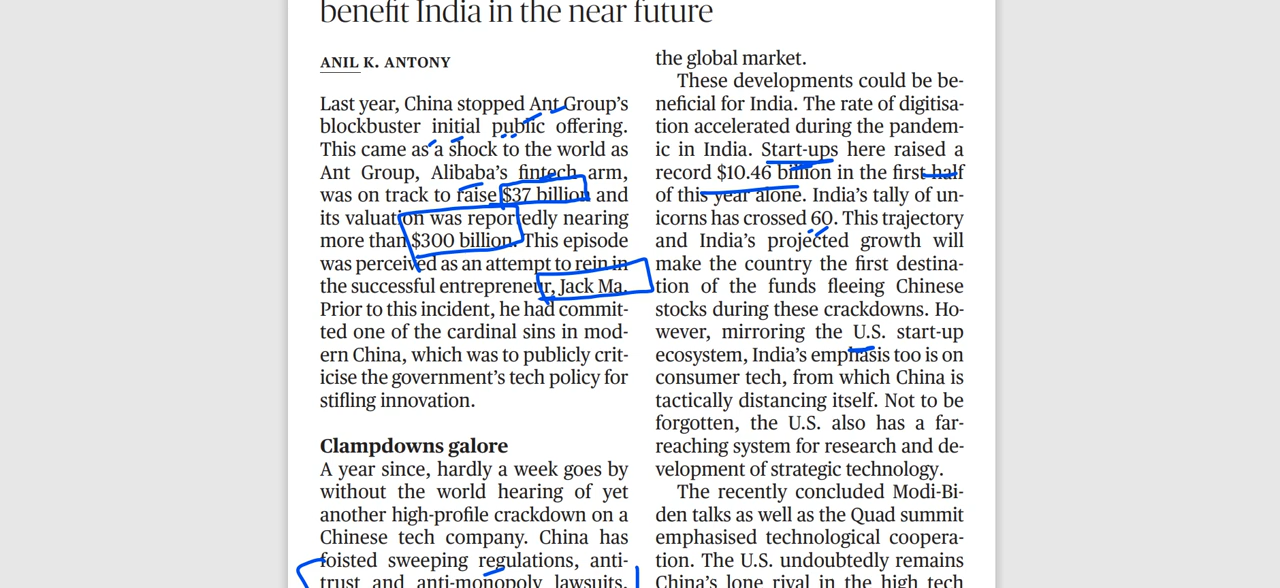 benefit India in the near future
ANIL K. ANTONY
Last year, China stopped Ant Group's
blockbuster initial public offering.
This came as a shock to the world as
Ant Group, Alibaba's fintech arm,
was on track to raise $37 billion and
its valuation was reportedly nearing
more than $300 billion. This episode
was perceived as an attempt to rein in
the successful entrepreneur, Jack Ma.
Prior to this incident, he had commit-
ted one of the cardinal sins in mod-
ern China, which was to publicly crit-
icise the government's tech policy for
stifling innovation.
Clampdowns galore
A year since, hardly a week goes by
without the world hearing of yet
another high-profile crackdown on a
Chinese tech company. China has
foisted sweeping regulations, anti-
trust and anti-monopoly lawsuits,
the global market.
These developments could be be-
neficial for India. The rate of digitisa-
tion accelerated during the pandem-
ic in India. Start-ups here raised a
record $10.46 billion in the first half
of this year alone. India's tally of un-
icorns has crossed 60. This trajectory
and India's projected growth will
make the country the first destina-
tion of the funds fleeing Chinese
stocks during these crackdowns. Ho-
wever, mirroring the U.S. start-up
ecosystem, India's emphasis too is on
consumer tech, from which China is
tactically distancing itself. Not to be
forgotten, the U.S. also has a far-
reaching system for research and de-
velopment of strategic technology.
The recently concluded Modi-Bi-
den talks as well as the Quad summit
emphasised technological coopera-
tion. The U.S. undoubtedly remains
China's lone rival in the high tech